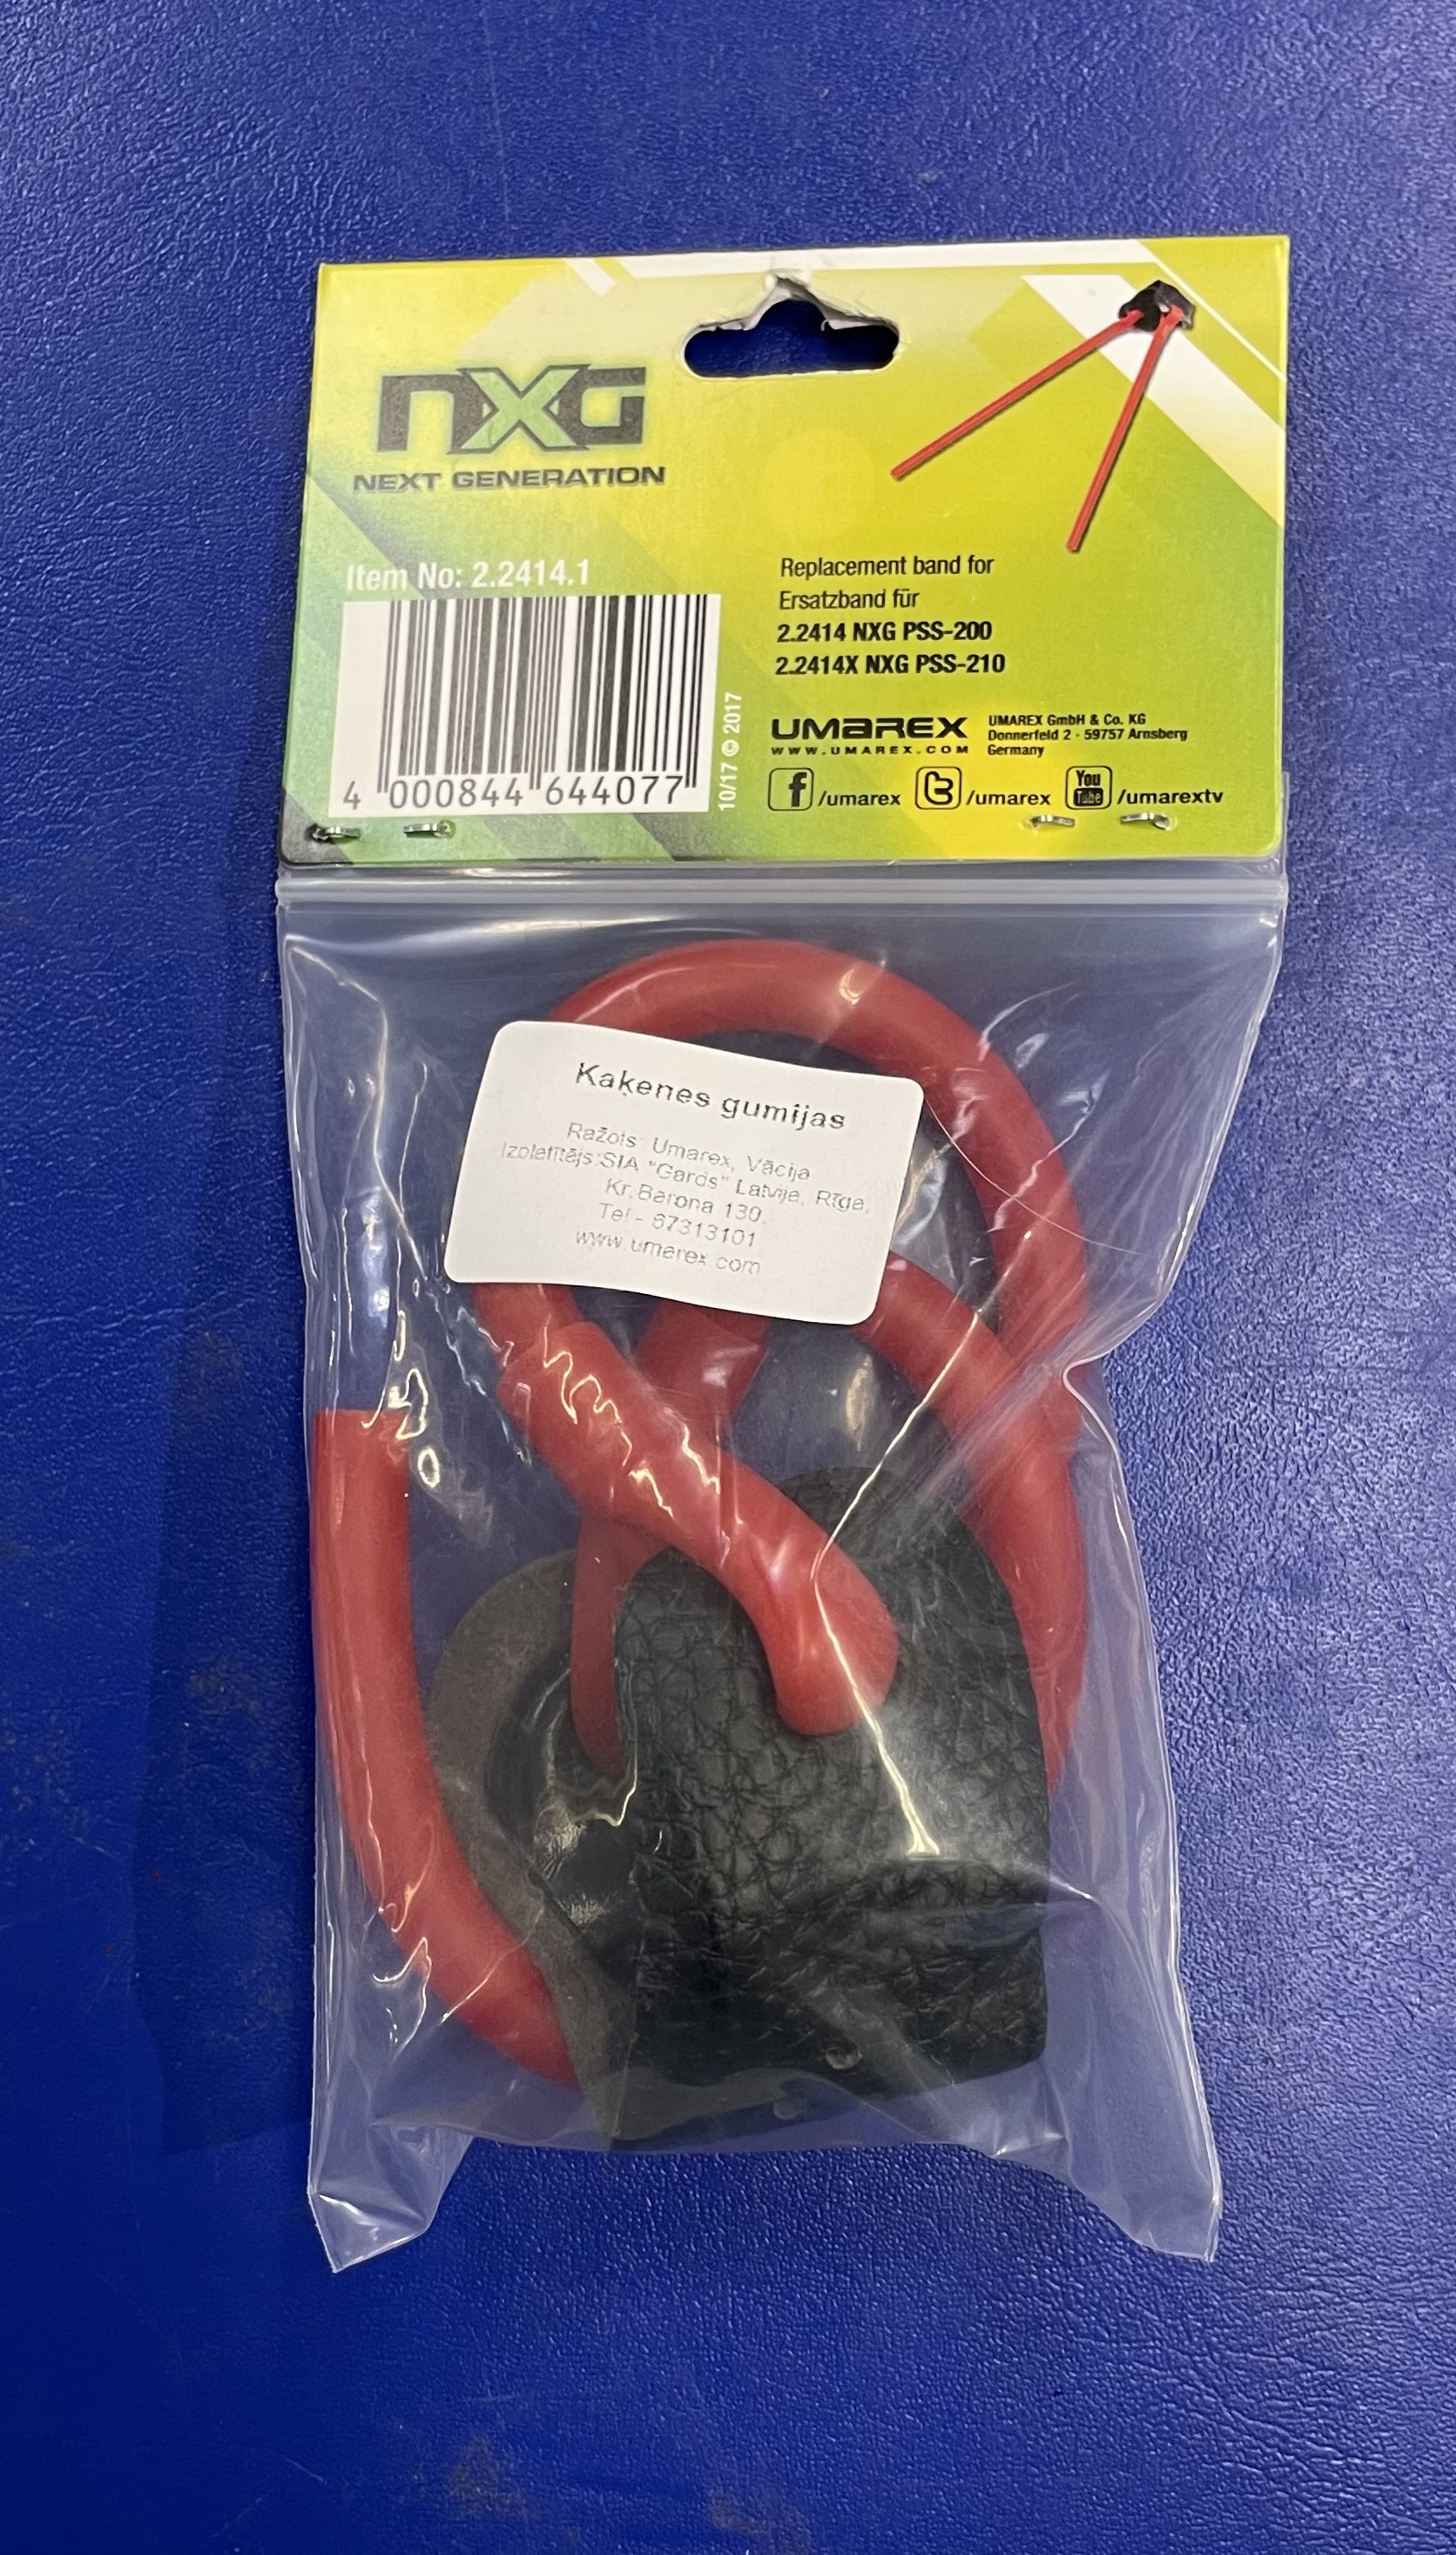 nXG
NEXT GENERATION
Item No: 2.2414.1
4 000844 644077
10/17 © 2017
Replacement band for
Ersatzband für
2.2414 NXG PSS-200
2.2414X NXG PSS-210
UMAREX
WWW.UMAREX.COM
UMAREX GmbH & Co. KG
Donnerfeld 2 - 59757 Arnsberg
Germany
f /umarex
t /umarex
You Tube /umarextv
Kaķenes gumijas
Ražots: Umarex, Vācija
Izplatītājs:SIA "Gards" Latvija, Rīga,
Kr.Barona 130.
Tel - 67313101
www.umarex.com